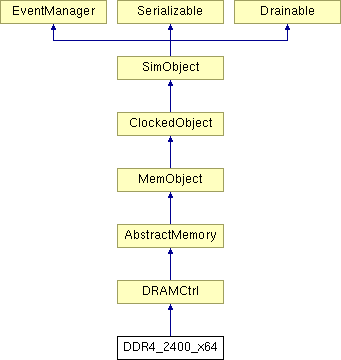 EventManager Serializable Drainable
SimObject
ClockedObject
MemObject
AbstractMemory
DRAMCtrl
DDR4_2400_x64